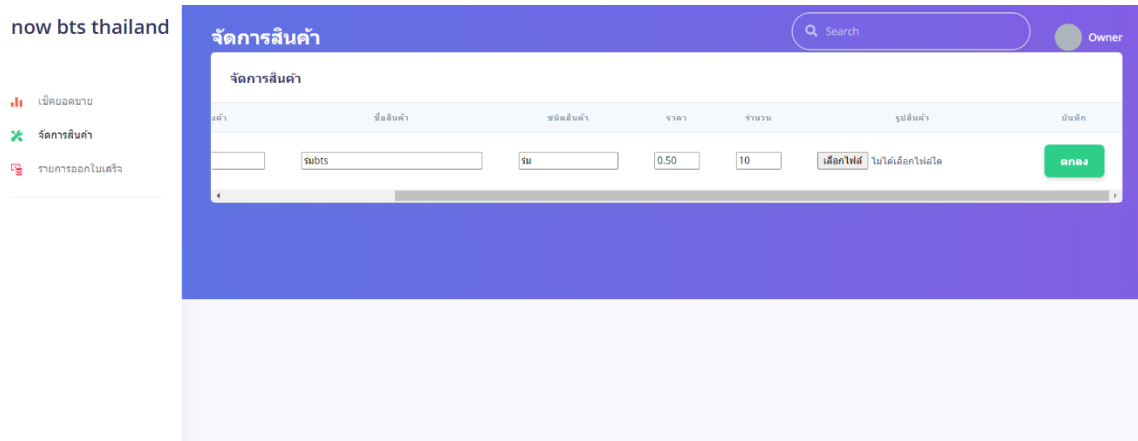 now bts thailand
จัดการสินค้า
Search
Owner
จัดการสินค้า
เช็คยอดขาย
จัดการสินค้า
รายการออกใบเสร็จ
ชื่อสินค้า ชนิดสินค้า ราคา จำนวน รูปสินค้า บันทึก
ร่มbts ร่ม 0.50 10 เลือกไฟล์ ไม่ได้เลือกไฟล์ใด ตกลง